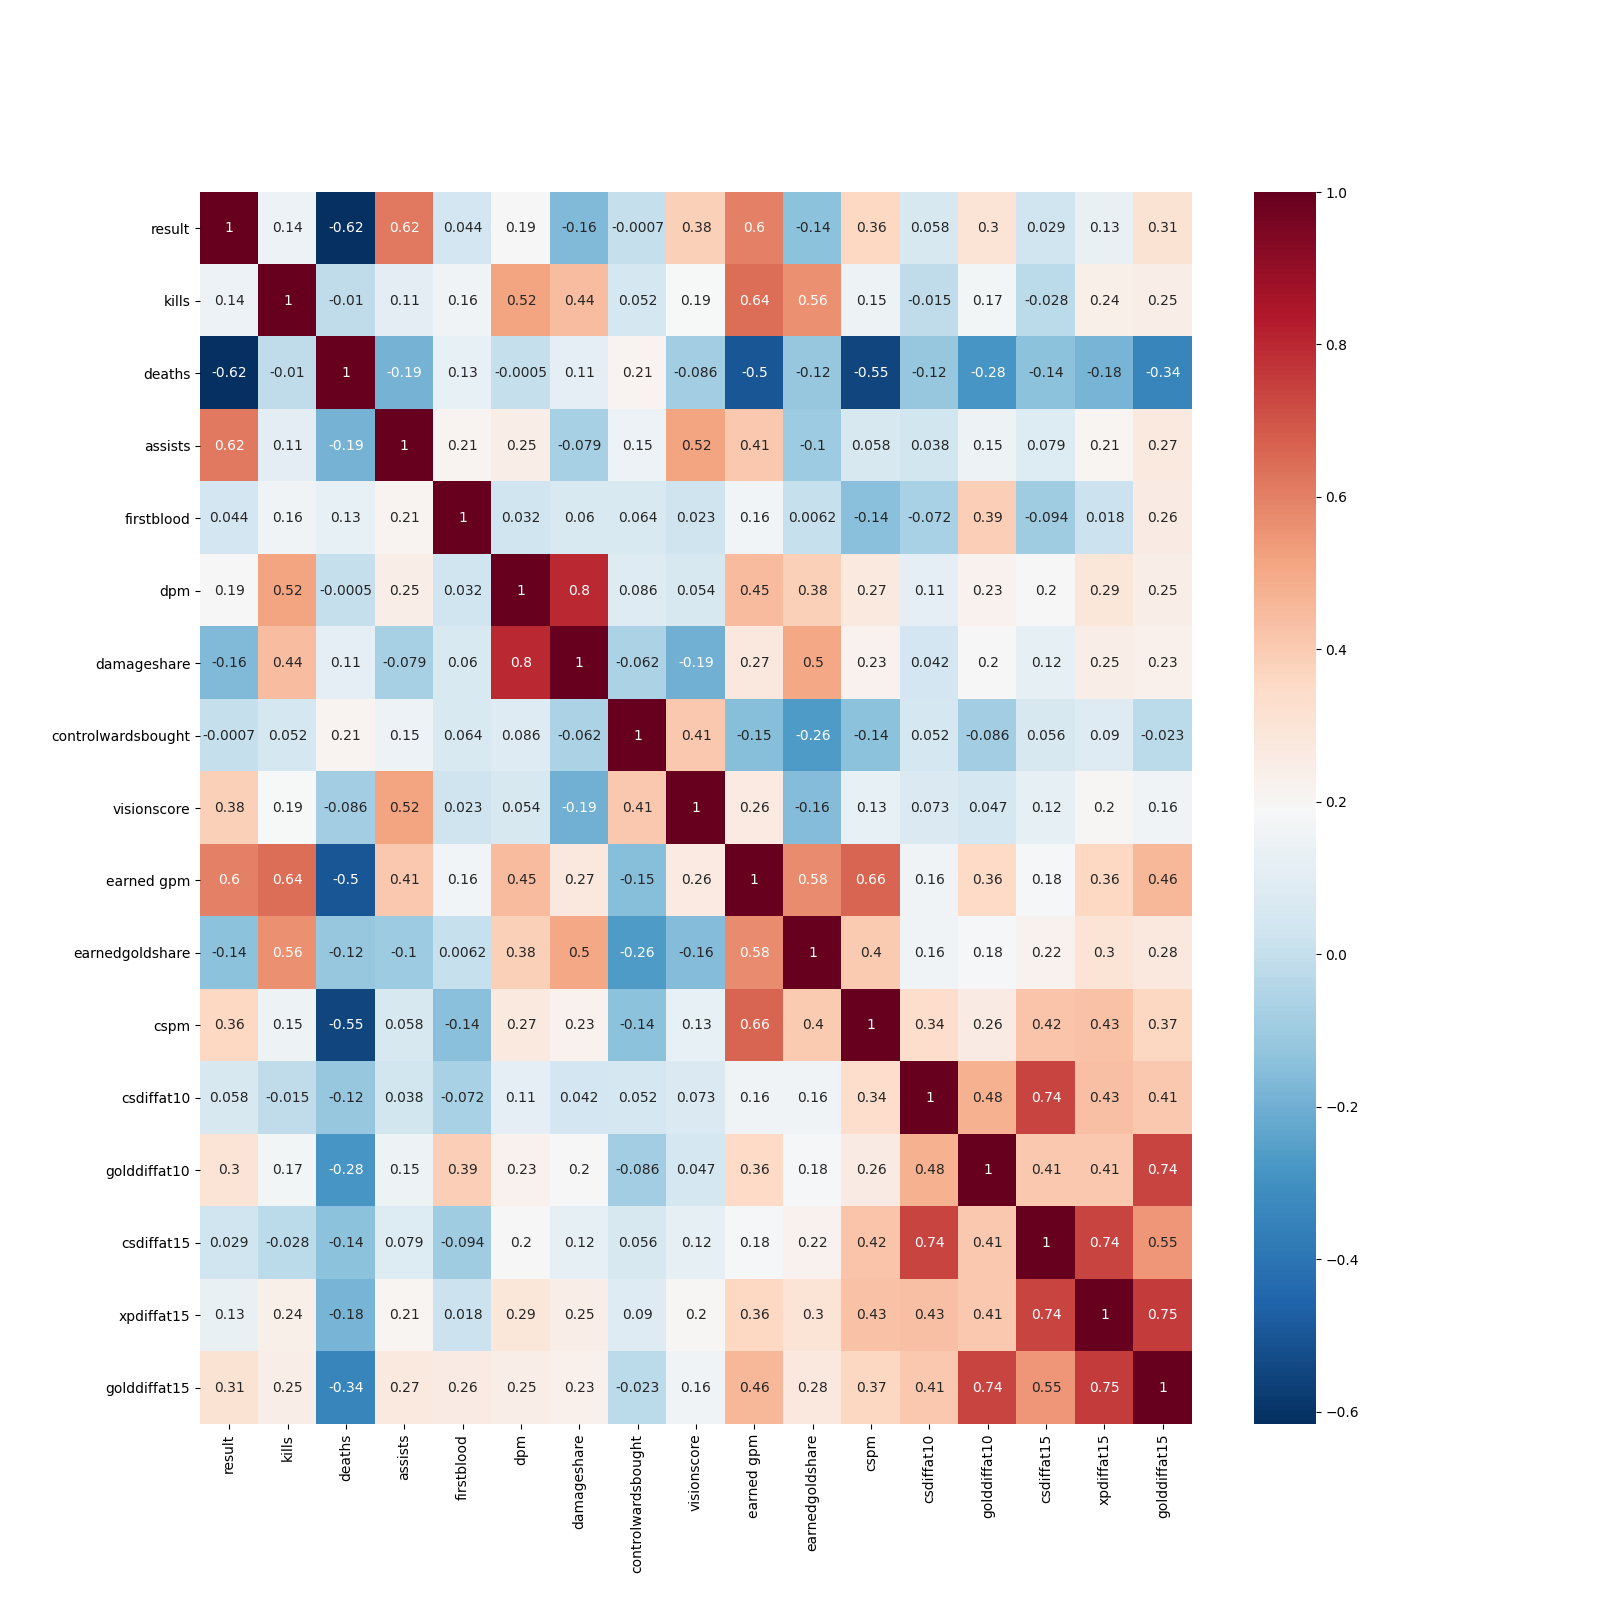 result 1 0.14 -0.62 0.62 0.044 0.19 -0.16 -0.0007 0.38 0.6 -0.14 0.36 0.058 0.3 0.029 0.13 0.31
kills 0.14 1 -0.01 0.11 0.16 0.52 0.44 0.052 0.19 0.64 0.56 0.15 -0.015 0.17 -0.028 0.24 0.25
deaths -0.62 -0.01 1 -0.19 0.13 -0.0005 0.11 0.21 -0.086 -0.5 -0.12 -0.55 -0.12 -0.28 -0.14 -0.18 -0.34
assists 0.62 0.11 -0.19 1 0.21 0.25 -0.079 0.15 0.52 0.41 -0.1 0.058 0.038 0.15 0.079 0.21 0.27
firstblood 0.044 0.16 0.13 0.21 1 0.032 0.06 0.064 0.023 0.16 0.0062 -0.14 -0.072 0.39 -0.094 0.018 0.26
dpm 0.19 0.52 -0.0005 0.25 0.032 1 0.8 0.086 0.054 0.45 0.38 0.27 0.11 0.23 0.2 0.29 0.25
damageshare -0.16 0.44 0.11 -0.079 0.06 0.8 1 -0.062 -0.19 0.27 0.5 0.23 0.042 0.2 0.12 0.25 0.23
controlwardsbought -0.0007 0.052 0.21 0.15 0.064 0.086 -0.062 1 0.41 -0.15 -0.26 -0.14 0.052 -0.086 0.056 0.09 -0.023
visionscore 0.38 0.19 -0.086 0.52 0.023 0.054 -0.19 0.41 1 0.26 -0.16 0.13 0.073 0.047 0.12 0.2 0.16
earned gpm 0.6 0.64 -0.5 0.41 0.16 0.45 0.27 -0.15 0.26 1 0.58 0.66 0.16 0.36 0.18 0.36 0.46
earnedgoldshare -0.14 0.56 -0.12 -0.1 0.0062 0.38 0.5 -0.26 -0.16 0.58 1 0.4 0.16 0.18 0.22 0.3 0.28
cspm 0.36 0.15 -0.55 0.058 -0.14 0.27 0.23 -0.14 0.13 0.66 0.4 1 0.34 0.26 0.42 0.43 0.37
csdiffat10 0.058 -0.015 -0.12 0.038 -0.072 0.11 0.042 0.052 0.073 0.16 0.16 0.34 1 0.48 0.74 0.43 0.41
golddiffat10 0.3 0.17 -0.28 0.15 0.39 0.23 0.2 -0.086 0.047 0.36 0.18 0.26 0.48 1 0.41 0.41 0.74
csdiffat15 0.029 -0.028 -0.14 0.079 -0.094 0.2 0.12 0.056 0.12 0.18 0.22 0.42 0.74 0.41 1 0.74 0.55
xpdiffat15 0.13 0.24 -0.18 0.21 0.018 0.29 0.25 0.09 0.2 0.36 0.3 0.43 0.43 0.41 0.74 1 0.75
golddiffat15 0.31 0.25 -0.34 0.27 0.26 0.25 0.23 -0.023 0.16 0.46 0.28 0.37 0.41 0.74 0.55 0.75 1
result
kills
deaths
assists
firstblood
dpm
damageshare
controlwardsbought
visionscore
earned gpm
earnedgoldshare
cspm
csdiffat10
golddiffat10
csdiffat15
xpdiffat15
golddiffat15
1.0
0.8
0.6
0.4
0.2
0.0
−0.2
−0.4
−0.6